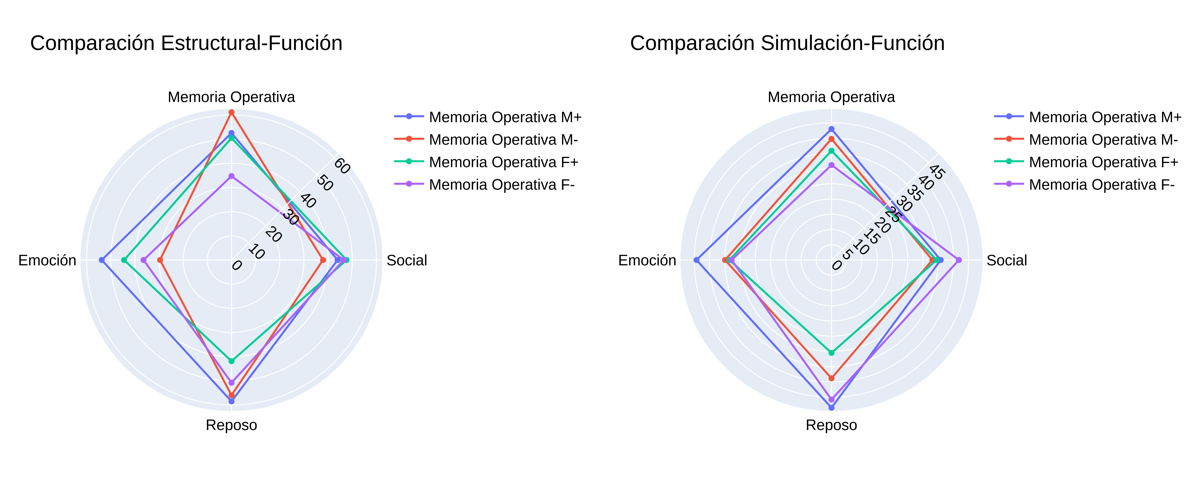 Comparación Estructural-Función
Memoria Operativa
Emoción
Social
Reposo
0
10
20
30
40
50
60
Memoria Operativa M+
Memoria Operativa M-
Memoria Operativa F+
Memoria Operativa F-
Comparación Simulación-Función
Memoria Operativa
Emoción
Social
Reposo
0
5
10
15
20
25
30
35
40
45
Memoria Operativa M+
Memoria Operativa M-
Memoria Operativa F+
Memoria Operativa F-